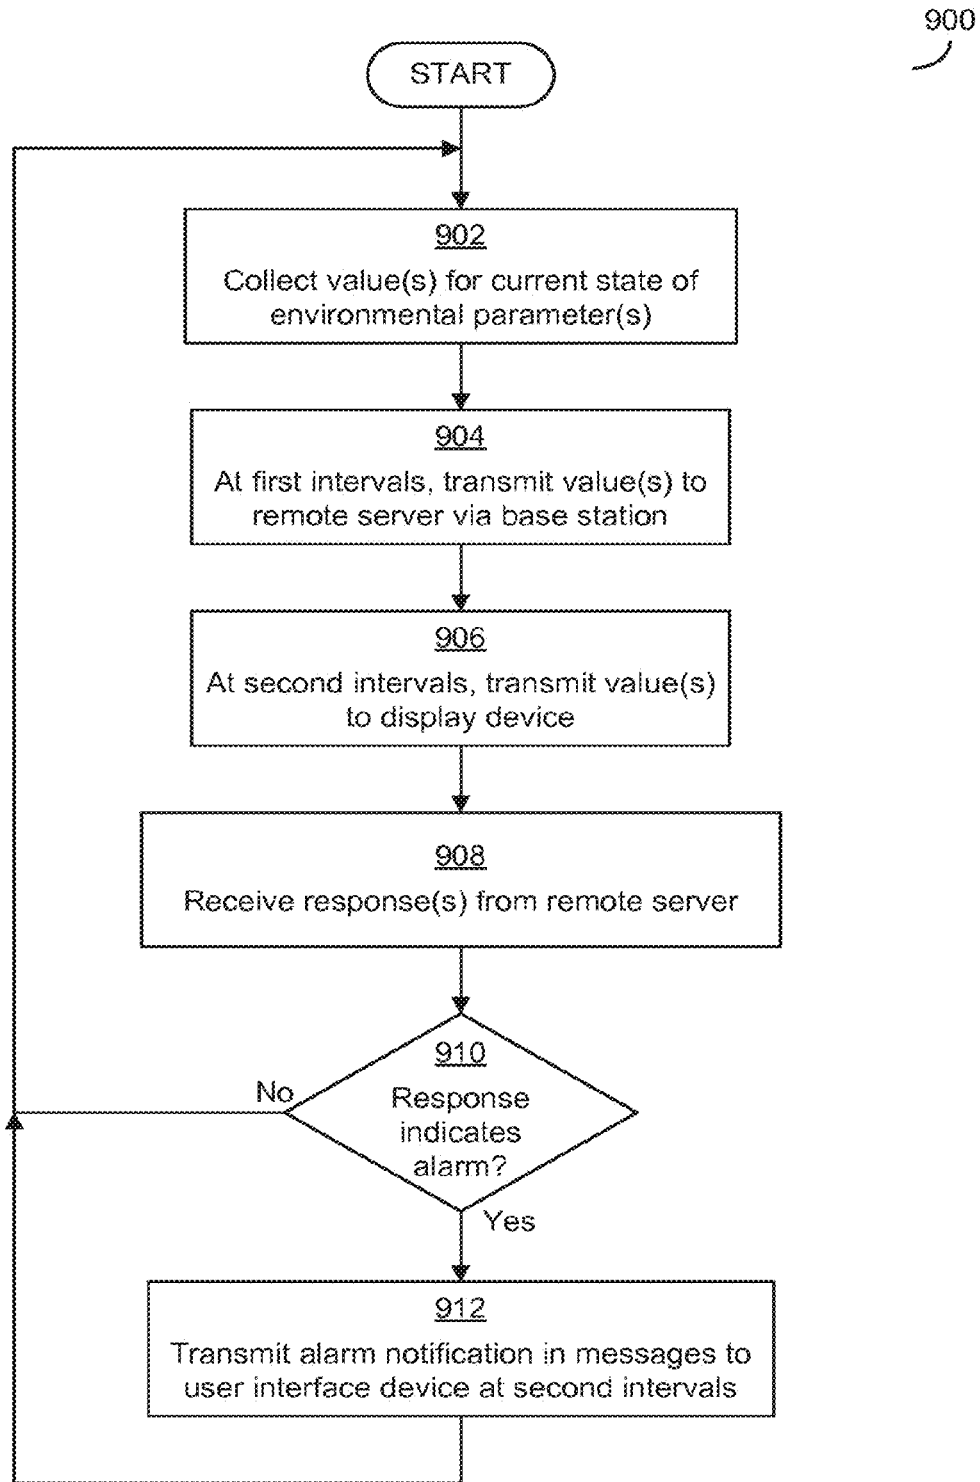 900
START
902
Collect value(s) for current state of
environmental parameter(s)
904
At first intervals, transmit value(s) to
remote server via base station
906
At second intervals, transmit value(s)
to display device
908
Receive response(s) from remote server
910
Response
indicates
alarm?
No
Yes
912
Transmit alarm notification in messages to
user interface device at second intervals